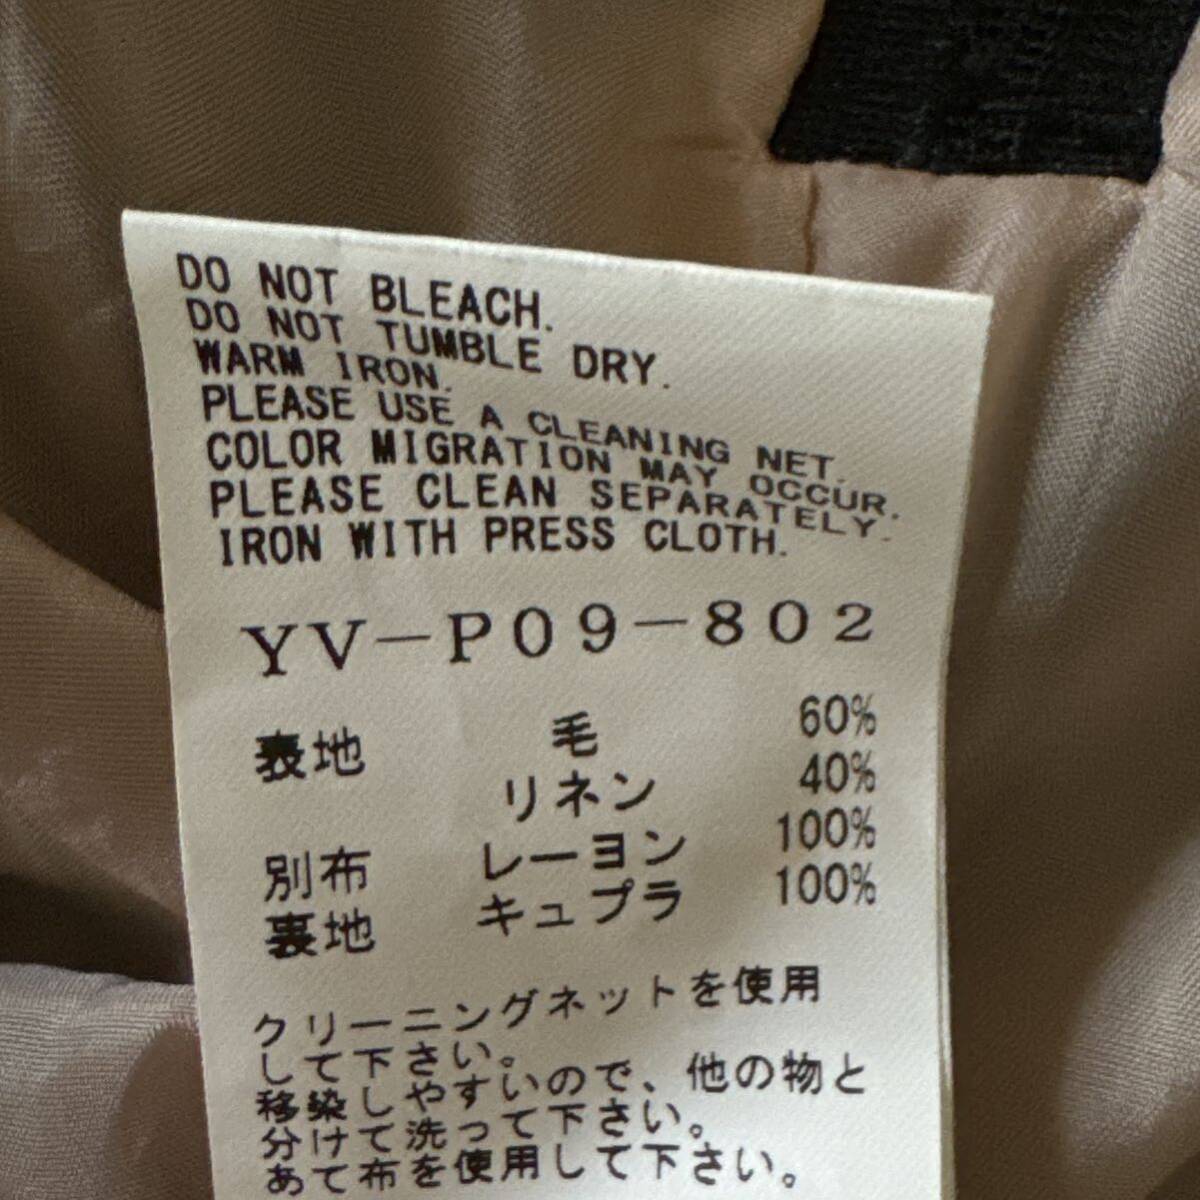 DO NOT BLEACH.
DO NOT TUMBLE DRY.
WARM IRON.
PLEASE USE A CLEANING NET.
COLOR MIGRATION MAY OCCUR.
PLEASE CLEAN SEPARATELY.
IRON WITH PRESS CLOTH.
YV-P09-802
表地 毛 60%
リネン 40%
別布 レーヨン 100%
裏地 キュプラ 100%
クリーニングネットを使用
して下さい。
移染しやすいので、他の物と
分けて洗って下さい。
あて布を使用して下さい。